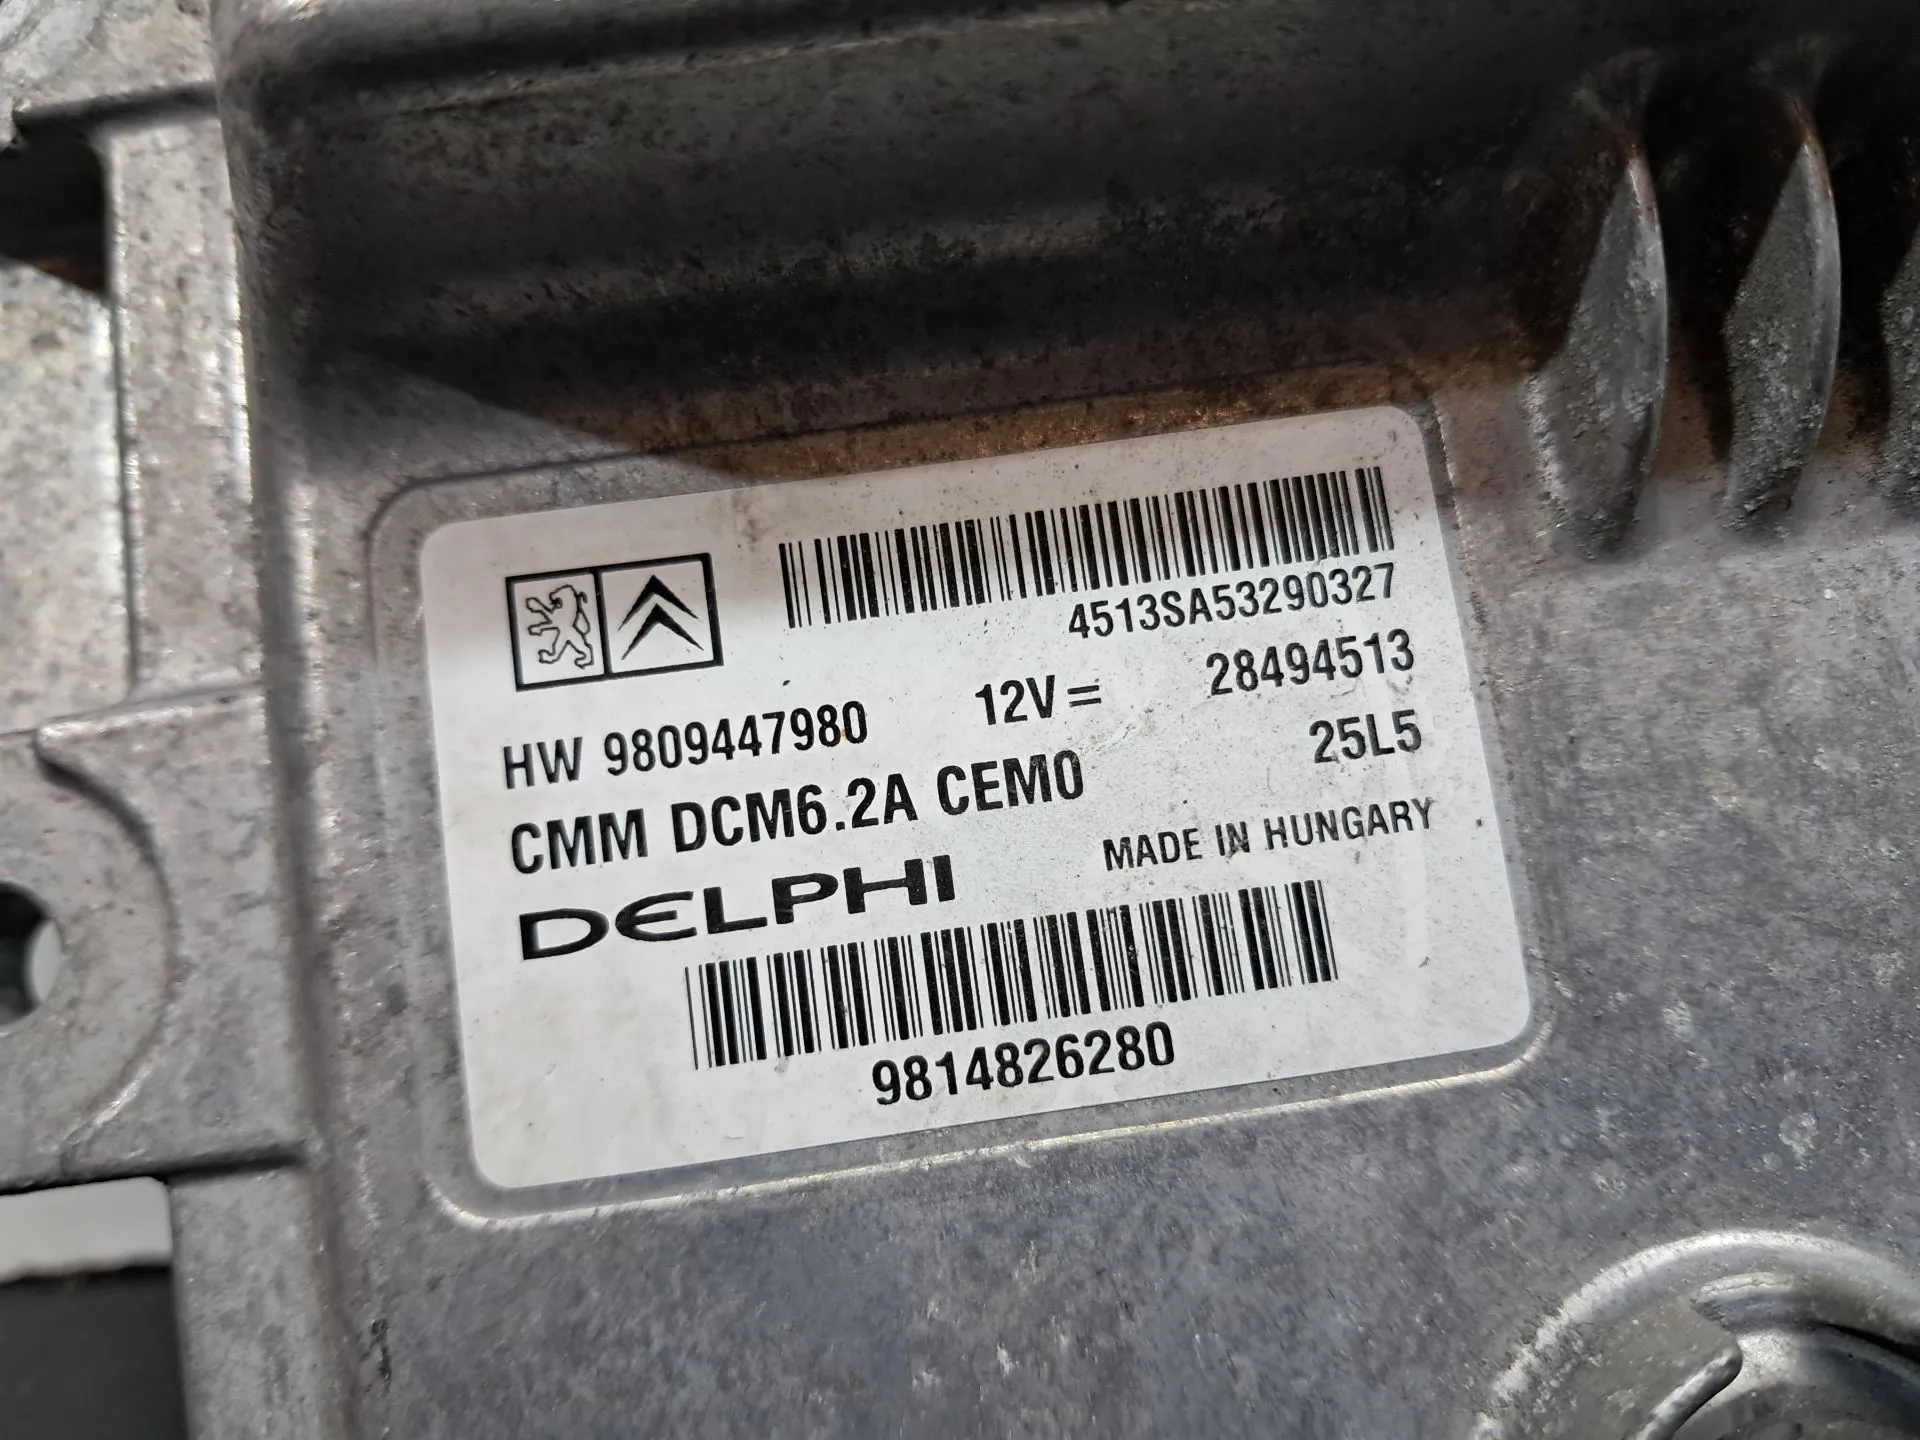 4513SA53290327
HW 9809447980 12V= 28494513
CMM DCM6.2A CEM0 25L5
DELPHI MADE IN HUNGARY
9814826280